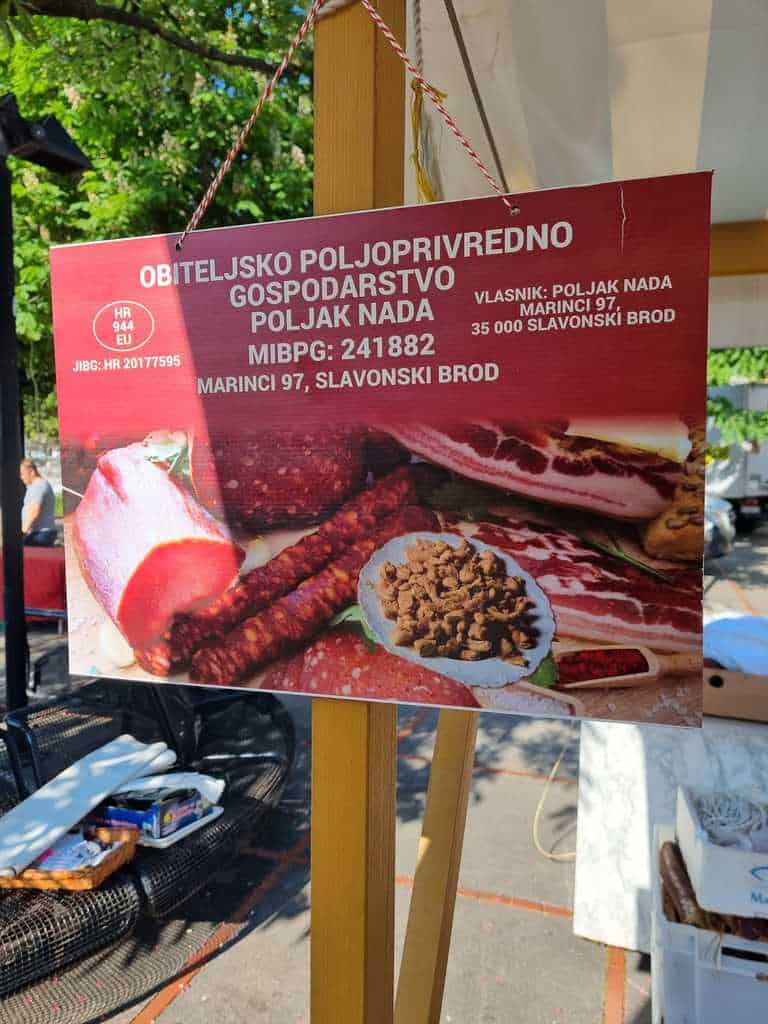 OBITELJSKO POLJOPRIVREDNO
GOSPODARSTVO
POLJAK NADA
MIBPG: 241882
MARINCI 97, SLAVONSKI BROD
HR
944
EU
JIBG: HR 20177595
VLASNIK: POLJAK NADA
MARINCI 97,
35 000 SLAVONSKI BROD